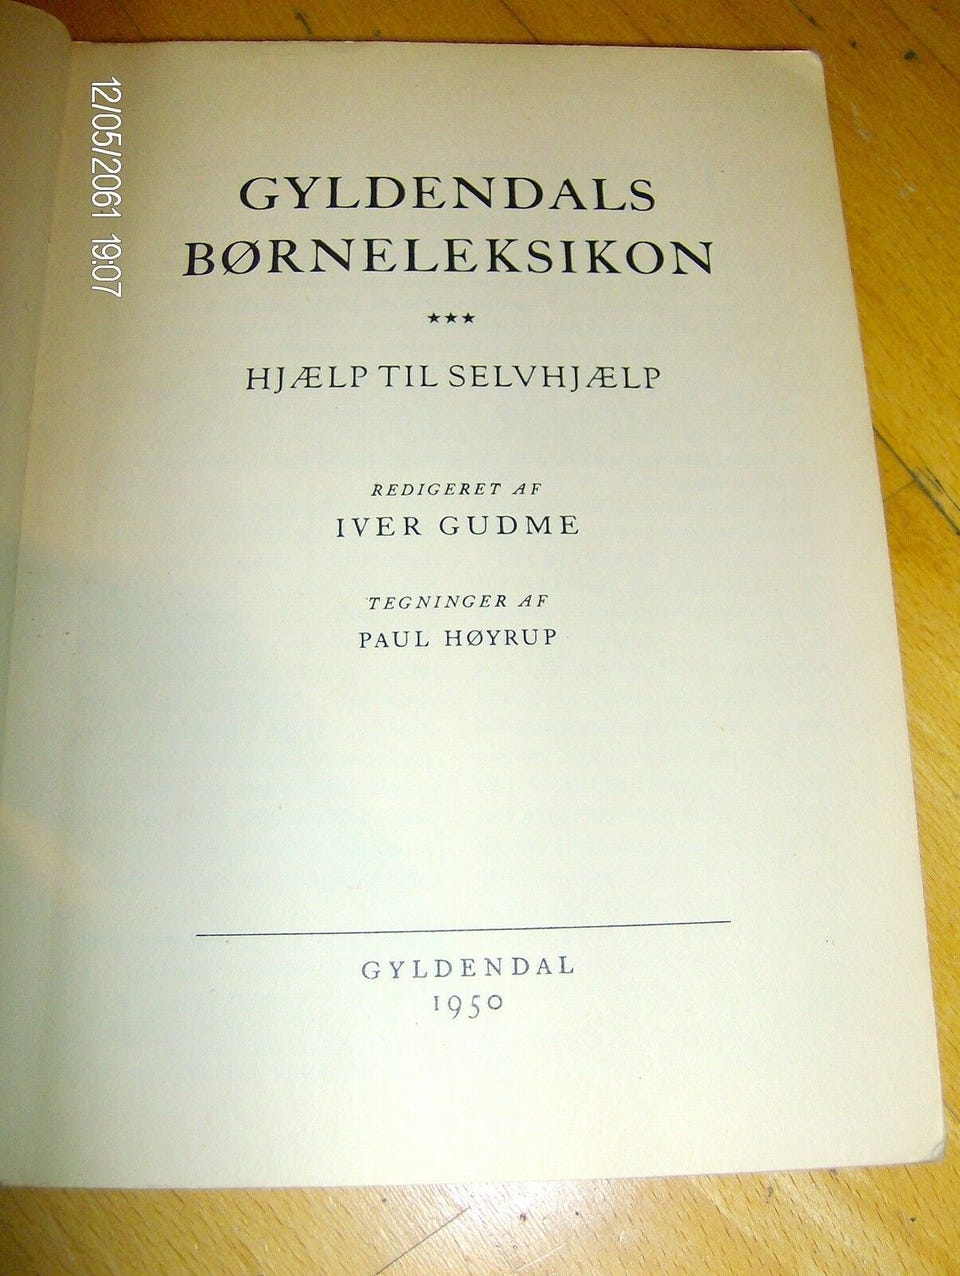 GYLDENDALS
BØRNELEKSIKON
★★★
HJÆLP TIL SELVHJÆLP
REDIGERET AF
IVER GUDME
TEGNINGER AF
PAUL HØYRUP
GYLDENDAL
1950
12/05/2061 19:07